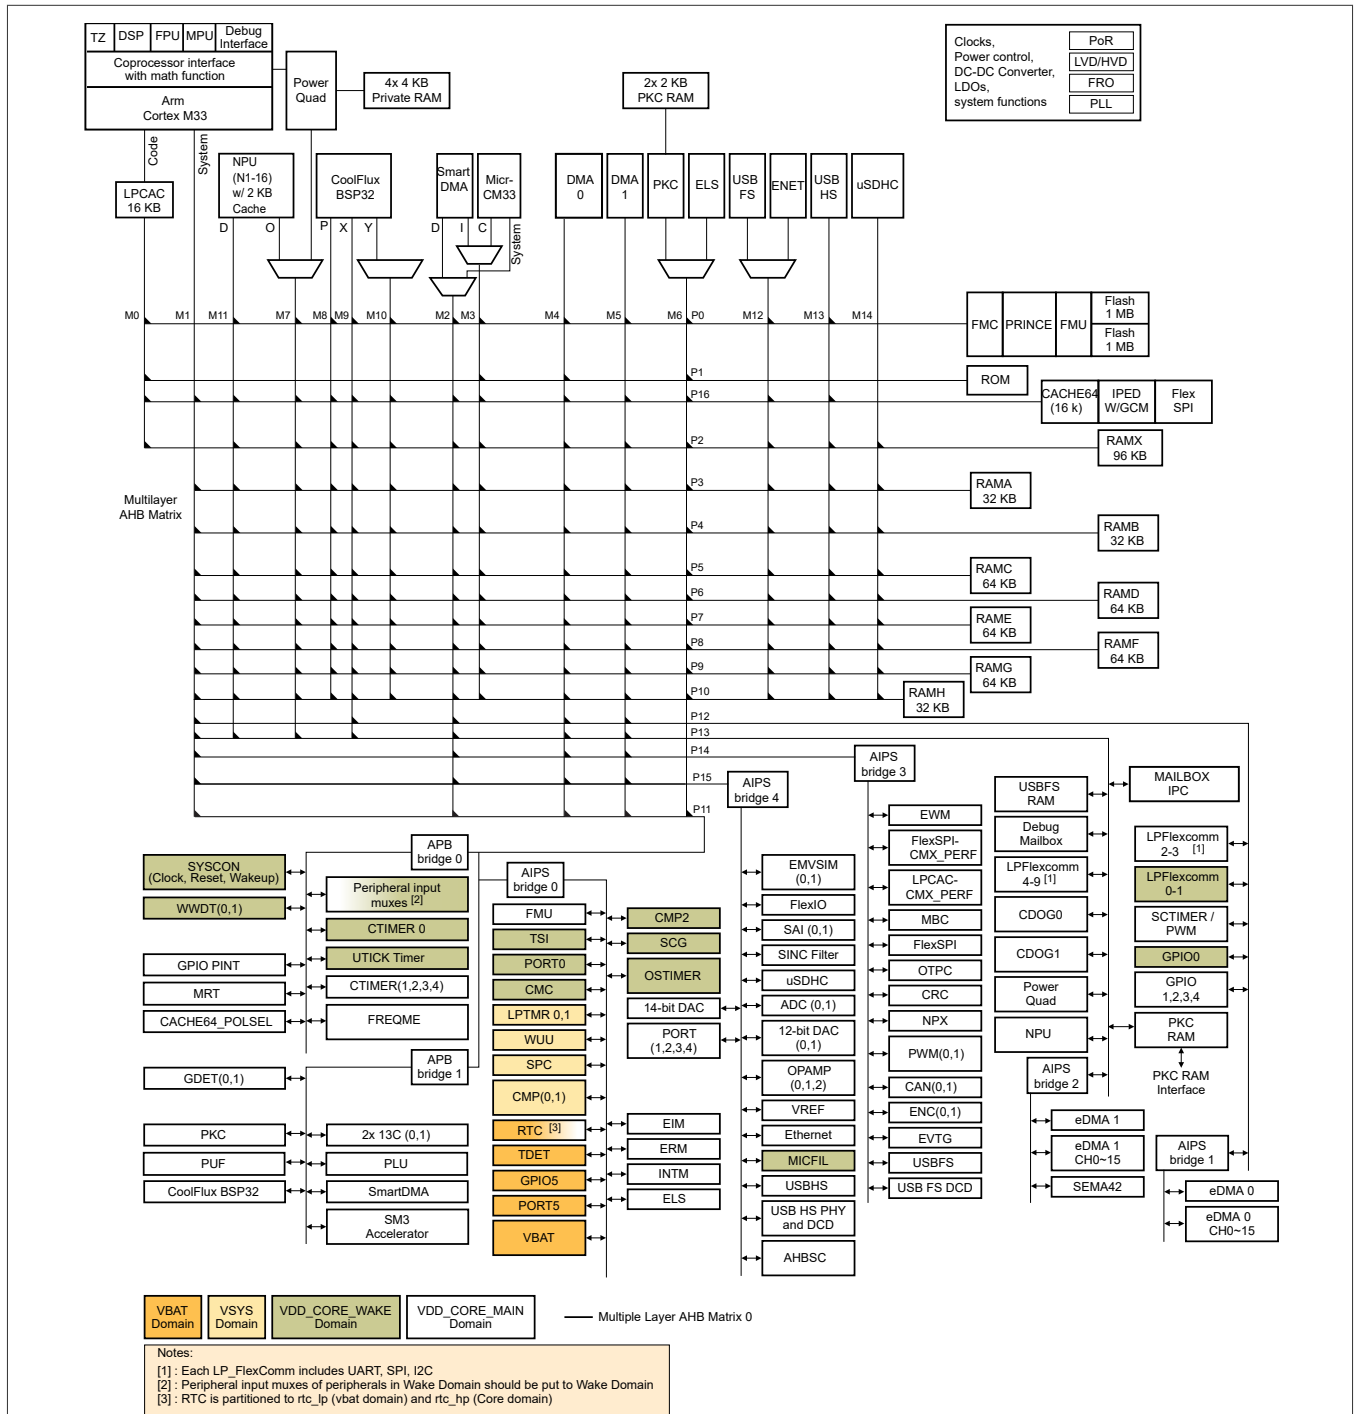 TZ
DSP
FPU
MPU
Debug
Interface
Coprocessor interface
with math function
Arm
Cortex M33
Power
Quad
4x 4 KB
Private RAM
2x 2 KB
PKC RAM
Clocks,
Power control,
DC-DC Converter,
LDOs,
system functions
PoR
LVD/HVD
FRO
PLL
Code
System
LPCAC
16 KB
NPU
(N1-16)
w/ 2 KB
Cache
CoolFlux
BSP32
Smart
DMA
Micr-
CM33
DMA
0
DMA
1
PKC
ELS
USB
FS
ENET
USB
HS
uSDHC
D
O
P
X
Y
D
I
C
System
M0
M1
M11
M7
M8
M9
M10
M2
M3
M4
M5
M6
P0
M12
M13
M14
FMC
PRINCE
FMU
Flash
1 MB
Flash
1 MB
P1
ROM
P16
CACHE64
(16 k)
IPED
W/GCM
Flex
SPI
P2
RAMX
96 KB
P3
RAMA
32 KB
Multilayer
AHB Matrix
P4
RAMB
32 KB
P5
RAMC
64 KB
P6
RAMD
64 KB
P7
RAME
64 KB
P8
RAMF
64 KB
P9
RAMG
64 KB
P10
RAMH
32 KB
P12
P13
P14
P15
P11
AIPS
bridge 3
AIPS
bridge 4
APB
bridge 0
AIPS
bridge 0
SYSCON
(Clock, Reset, Wakeup)
WWDT(0,1)
GPIO PINT
MRT
CACHE64_POLSEL
Peripheral input
muxes [2]
CTIMER 0
UTICK Timer
CTIMER(1,2,3,4)
FREQME
APB
bridge 1
GDET(0,1)
PKC
PUF
CoolFlux BSP32
2x 13C (0,1)
PLU
SmartDMA
SM3
Accelerator
FMU
TSI
PORT0
CMC
LPTMR 0,1
WUU
SPC
CMP(0,1)
RTC [3]
TDET
GPIO5
PORT5
VBAT
CMP2
SCG
OSTIMER
14-bit DAC
PORT
(1,2,3,4)
EIM
ERM
INTM
ELS
EMVSIM
(0,1)
FlexIO
SAI (0,1)
SINC Filter
uSDHC
ADC (0,1)
12-bit DAC
(0,1)
OPAMP
(0,1,2)
VREF
Ethernet
MICFIL
USBHS
USB HS PHY
and DCD
AHBSC
EWM
FlexSPI-
CMX_PERF
LPCAC-
CMX_PERF
MBC
FlexSPI
OTPC
CRC
NPX
PWM(0,1)
CAN(0,1)
ENC(0,1)
EVTG
USBFS
USB FS DCD
USBFS
RAM
Debug
Mailbox
LPFlexcomm
4-9 [1]
CDOG0
CDOG1
Power
Quad
NPU
AIPS
bridge 2
eDMA 1
eDMA 1
CH0~15
SEMA42
MAILBOX
IPC
LPFlexcomm
2-3 [1]
LPFlexcomm
0-1
SCTIMER /
PWM
GPIO0
GPIO
1,2,3,4
PKC
RAM
PKC RAM
Interface
AIPS
bridge 1
eDMA 0
eDMA 0
CH0~15
VBAT
Domain
VSYS
Domain
VDD_CORE_WAKE
Domain
VDD_CORE_MAIN
Domain
Multiple Layer AHB Matrix 0
Notes:
[1] : Each LP_FlexComm includes UART, SPI, I2C
[2] : Peripheral input muxes of peripherals in Wake Domain should be put to Wake Domain
[3] : RTC is partitioned to rtc_lp (vbat domain) and rtc_hp (Core domain)